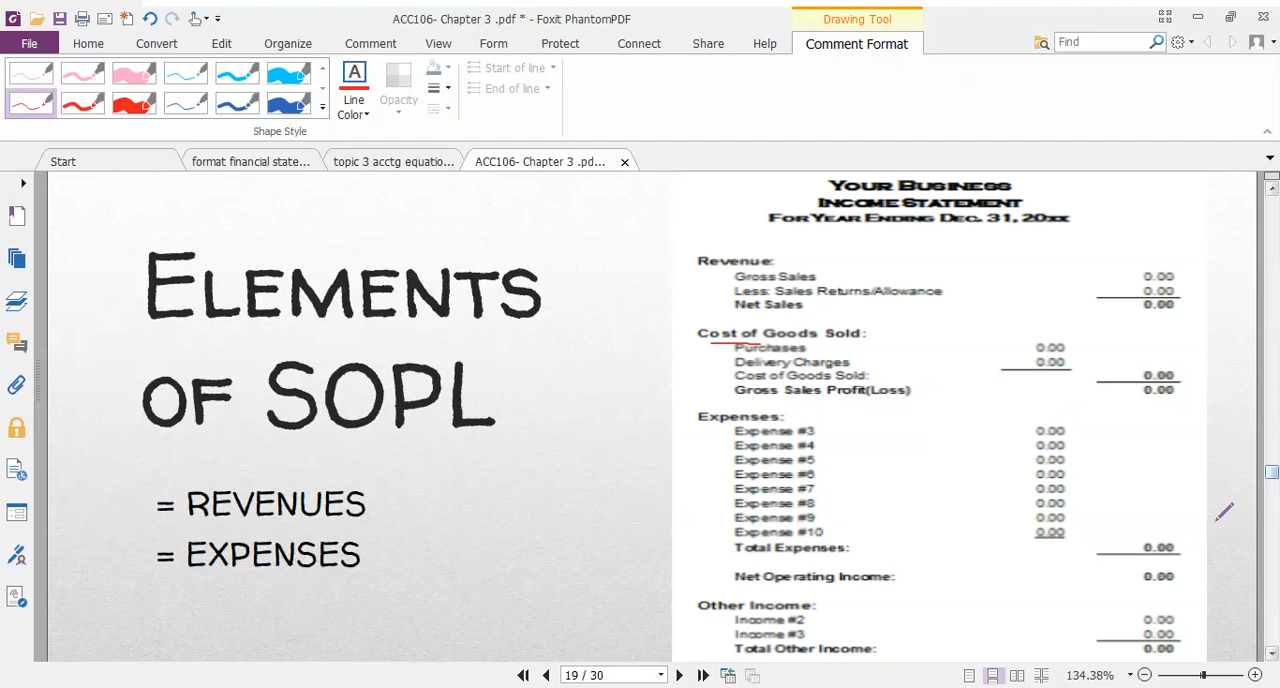 ACC106- Chapter 3 .pdf * - Foxit PhantomPDF
Drawing Tool
File Home Convert Edit Organize Comment View Form Protect Connect Share Help Comment Format Find
A
Line
Color
Opacity
Start of line
End of line
Shape Style
Start
format financial state...
topic 3 acctg equatio...
ACC106- Chapter 3 .pd...
ELEMENTS
OF SOPL
= REVENUES
= EXPENSES
YOUR BUSINESS
INCOME STATEMENT
FOR YEAR ENDING DEC. 31, 20XX
Revenue:
Gross Sales 0.00
Less: Sales Returns/Allowance 0.00
Net Sales 0.00
Cost of Goods Sold:
Purchases 0.00
Delivery Charges 0.00
Cost of Goods Sold: 0.00
Gross Sales Profit(Loss) 0.00
Expenses:
Expense #3 0.00
Expense #4 0.00
Expense #5 0.00
Expense #6 0.00
Expense #7 0.00
Expense #8 0.00
Expense #9 0.00
Expense #10 0.00
Total Expenses: 0.00
Net Operating Income: 0.00
Other Income:
Income #2 0.00
Income #3 0.00
Total Other Income: 0.00
19 / 30
134.38%